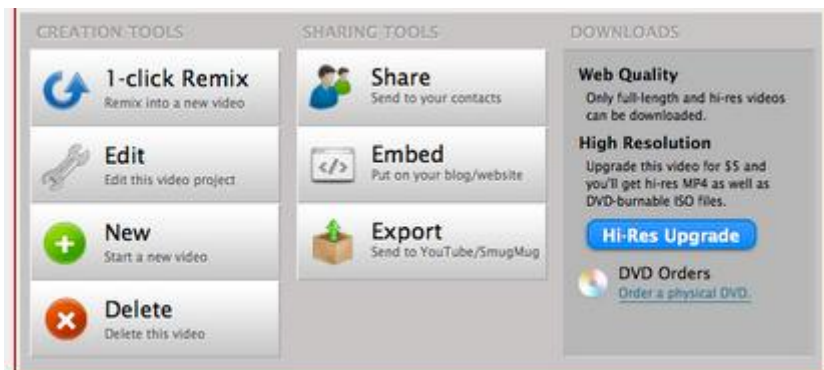 CREATION TOOLS
1-click Remix
Remix into a new video
Edit
Edit this video project
New
Start a new video
Delete
Delete this video
SHARING TOOLS
Share
Send to your contacts
</>
Embed
Put on your blog/website
Export
Send to YouTube/SmugMug
DOWNLOADS
Web Quality
Only full-length and hi-res videos
can be downloaded.
High Resolution
Upgrade this video for $5 and
you'll get hi-res MP4 as well as
DVD-burnable ISO files.
Hi-Res Upgrade
DVD Orders
Order a physical DVD.